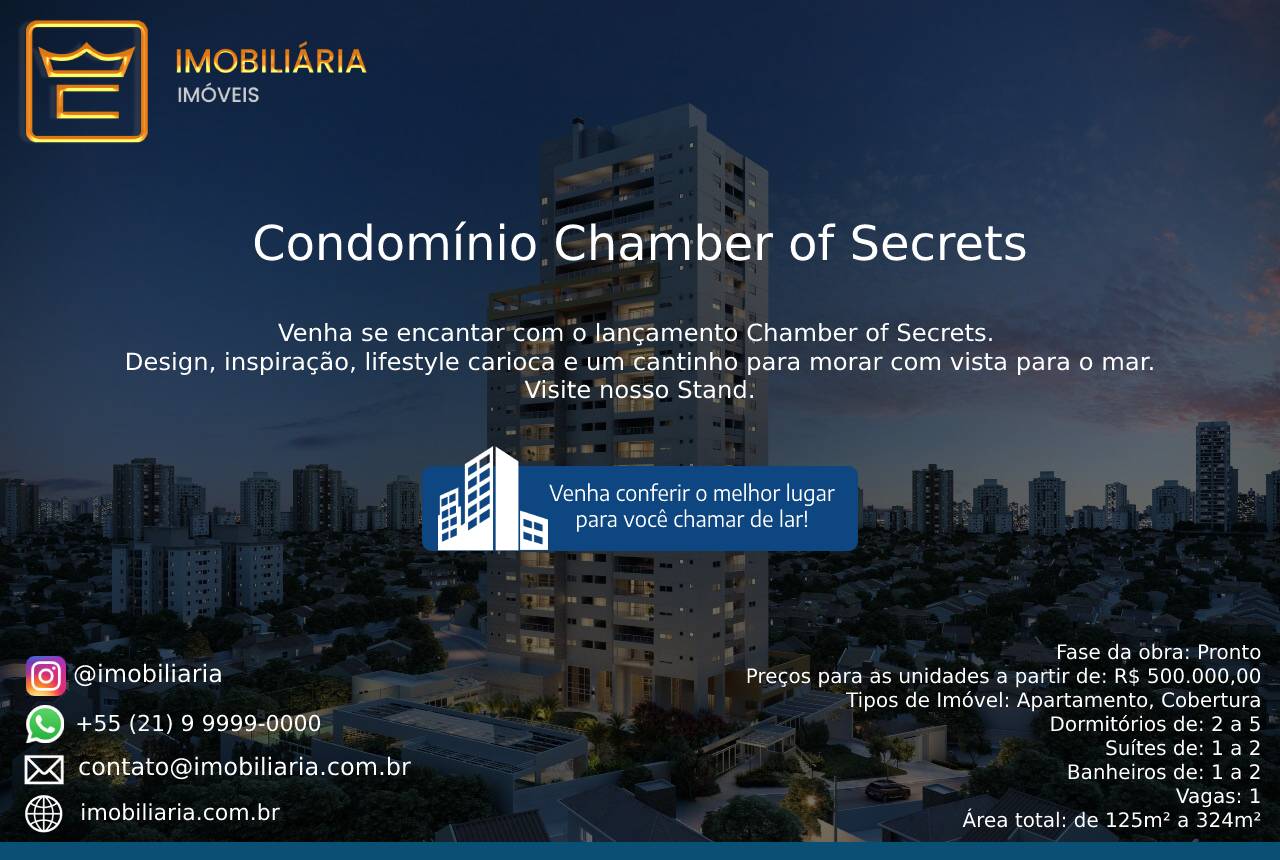 IMOBILIÁRIA
IMÓVEIS
Condomínio Chamber of Secrets
Venha se encantar com o lançamento Chamber of Secrets.
Design, inspiração, lifestyle carioca e um cantinho para morar com vista para o mar.
Visite nosso Stand.
Venha conferir o melhor lugar
para você chamar de lar!
@imobiliaria
+55 (21) 9 9999-0000
contato@imobiliaria.com.br
imobiliaria.com.br
Fase da obra: Pronto
Preços para as unidades a partir de: R$ 500.000,00
Tipos de Imóvel: Apartamento, Cobertura
Dormitórios de: 2 a 5
Suítes de: 1 a 2
Banheiros de: 1 a 2
Vagas: 1
Área total: de 125m² a 324m²